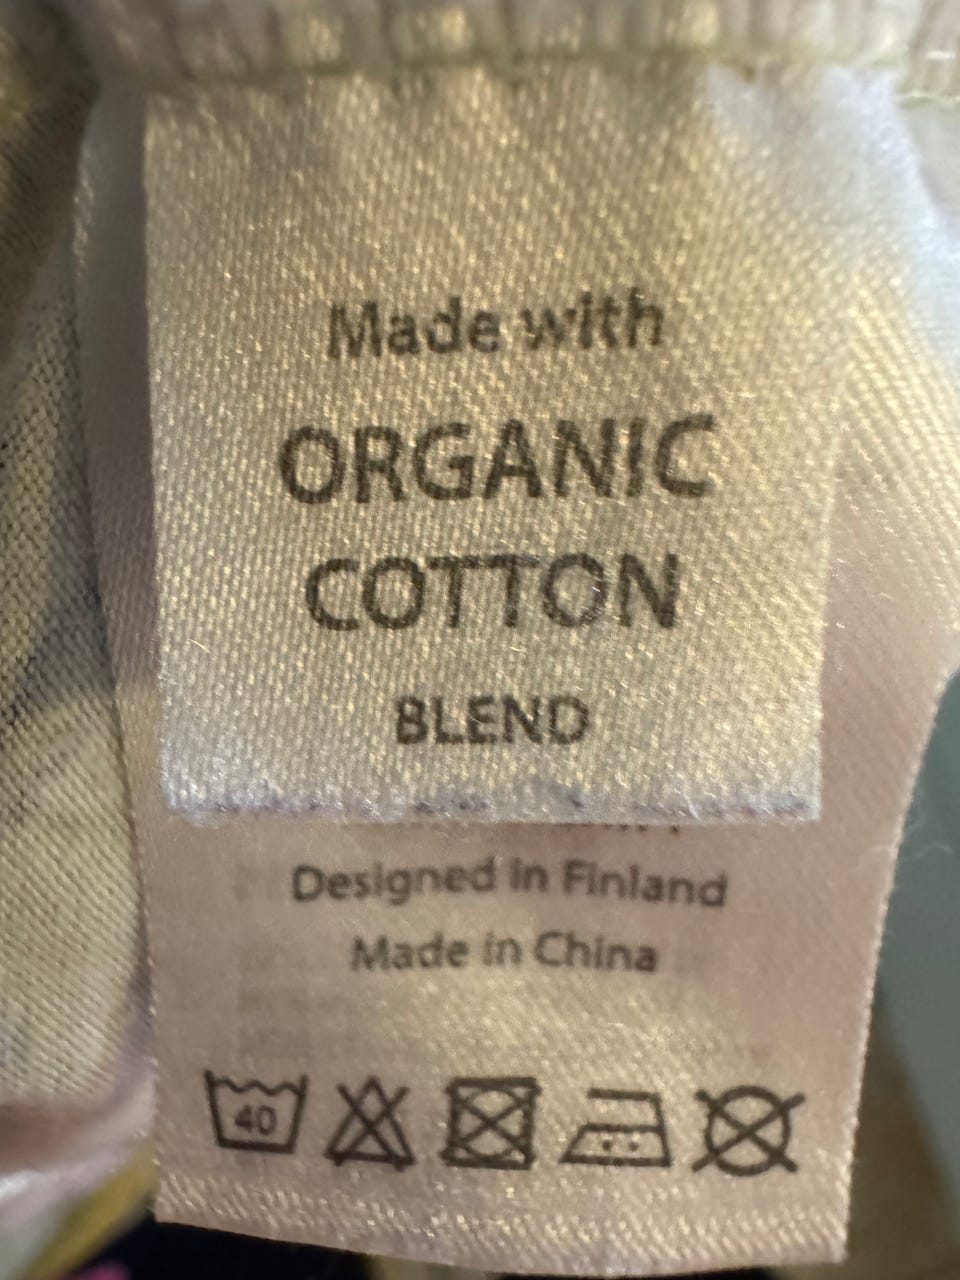 Made with
ORGANIC
COTTON
BLEND
Designed in Finland
Made in China
40